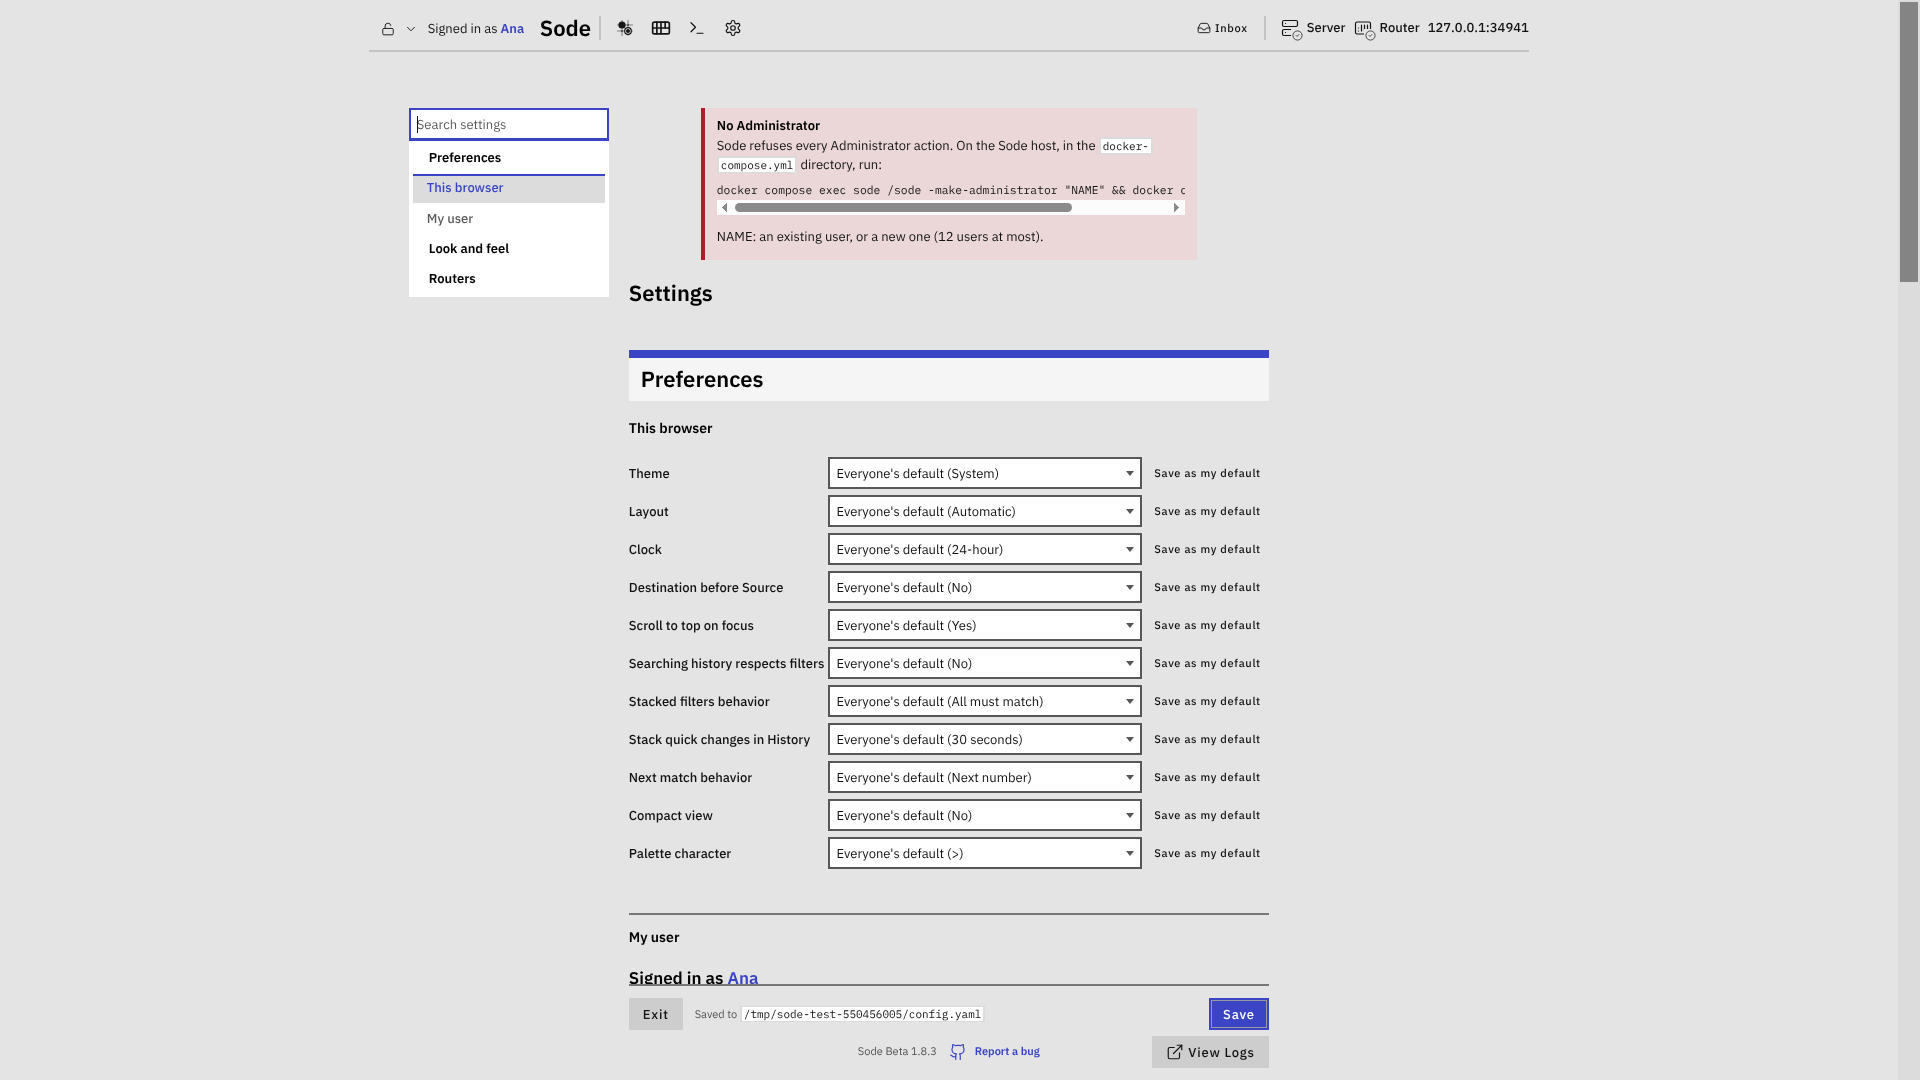 Signed in as Ana
Sode
Inbox
Server
Router
127.0.0.1:34941
Search settings
Preferences
This browser
My user
Look and feel
Routers
No Administrator
Sode refuses every Administrator action. On the Sode host, in the docker-
compose.yml directory, run:
docker compose exec sode /sode -make-administrator "NAME" && docker c
NAME: an existing user, or a new one (12 users at most).
Settings
Preferences
This browser
Theme Everyone's default (System) Save as my default
Layout Everyone's default (Automatic) Save as my default
Clock Everyone's default (24-hour) Save as my default
Destination before Source Everyone's default (No) Save as my default
Scroll to top on focus Everyone's default (Yes) Save as my default
Searching history respects filters Everyone's default (No) Save as my default
Stacked filters behavior Everyone's default (All must match) Save as my default
Stack quick changes in History Everyone's default (30 seconds) Save as my default
Next match behavior Everyone's default (Next number) Save as my default
Compact view Everyone's default (No) Save as my default
Palette character Everyone's default (>) Save as my default
My user
Signed in as Ana
Exit
Saved to /tmp/sode-test-550456005/config.yaml
Save
Sode Beta 1.8.3
Report a bug
View Logs